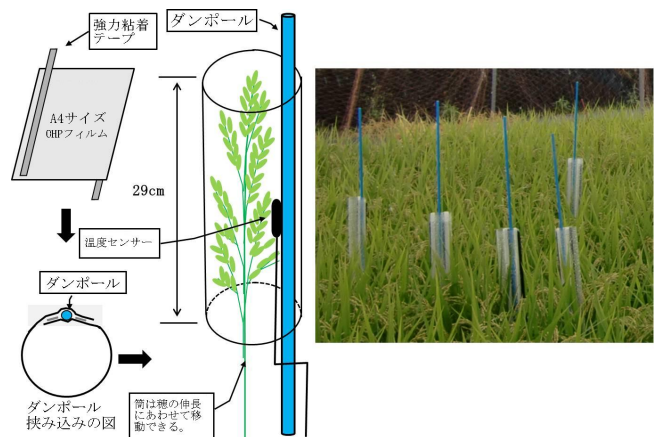 強力粘着
テープ
ダンポール
A4サイズ
OHPフィルム
29cm
温度センサー
ダンポール
ダンポール
挟み込みの図
筒は穂の伸長
にあわせて移
動できる。